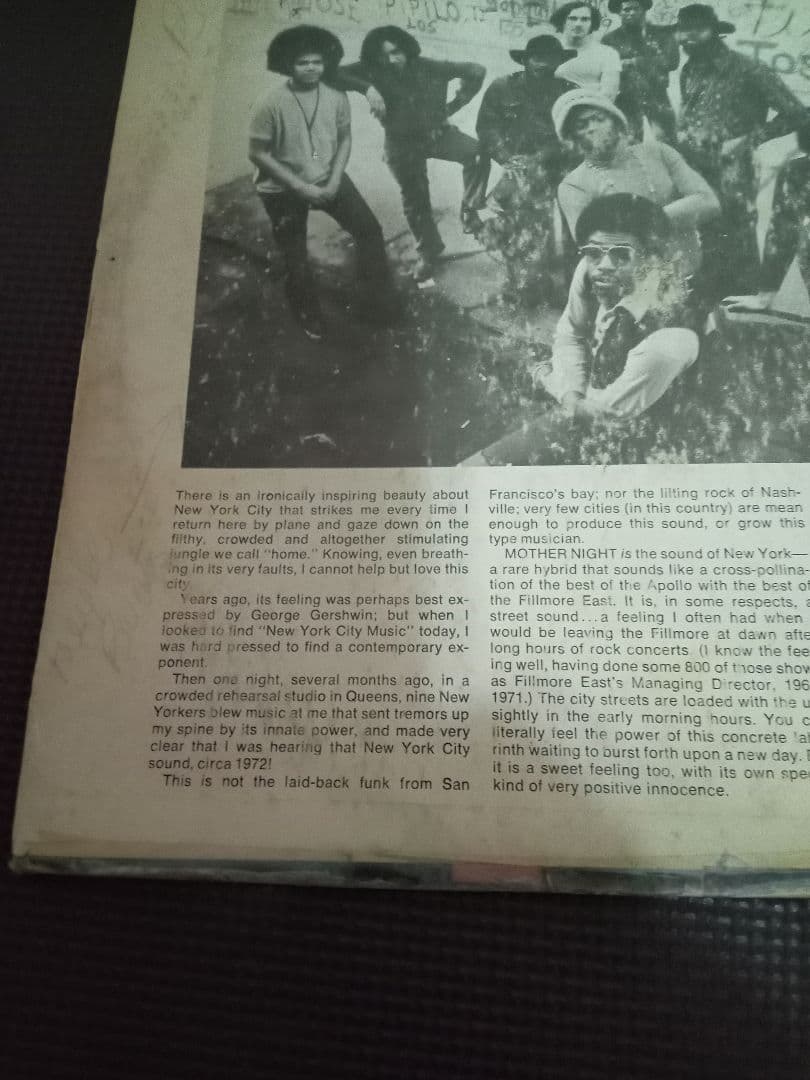 LOS
There is an ironically inspiring beauty about
New York City that strikes me every time I
return here by plane and gaze down on the
filthy, crowded and altogether stimulating
jungle we call "home." Knowing, even breath-
ing in its very faults, I cannot help but love this
city.
Years ago, its feeling was perhaps best ex-
pressed by George Gershwin; but when I
looked to find "New York City Music" today, I
was hard pressed to find a contemporary ex-
ponent.
Then one night, several months ago, in a
crowded rehearsal studio in Queens, nine New
Yorkers blew music at me that sent tremors up
my spine by its innate power, and made very
clear that I was hearing that New York City
sound, circa 1972!
This is not the laid-back funk from San
Francisco's bay; nor the lilting rock of Nash-
ville; very few cities (in this country) are mean
enough to produce this sound, or grow this
type musician.
MOTHER NIGHT is the sound of New York—
a rare hybrid that sounds like a cross-pollina-
tion of the best of the Apollo with the best of
the Fillmore East. It is, in some respects,
street sound...a feeling I often had when
would be leaving the Fillmore at dawn afte
long hours of rock concerts. (I know the fee
ing well, having done some 800 of those show
as Fillmore East's Managing Director, 196
1971.) The city streets are loaded with the u
sightly in the early morning hours. You c
literally feel the power of this concrete 'a
rinth waiting to burst forth upon a new day.
it is a sweet feeling too, with its own spe
kind of very positive innocence.